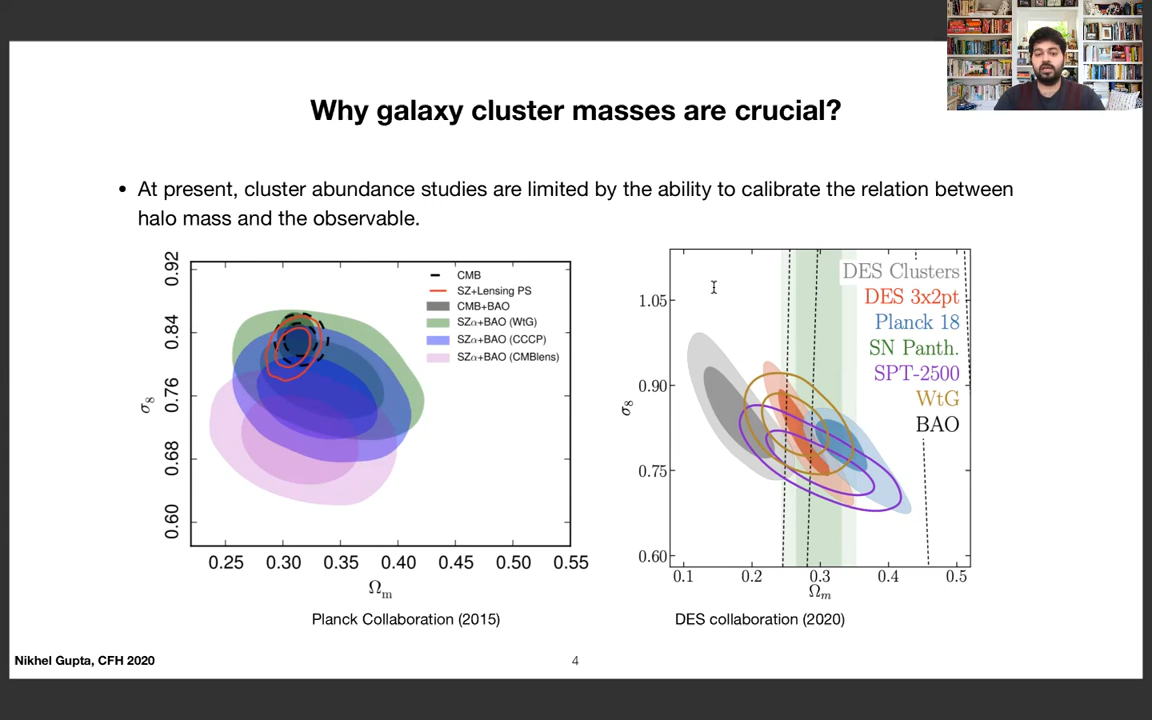 Why galaxy cluster masses are crucial?
• At present, cluster abundance studies are limited by the ability to calibrate the relation between
halo mass and the observable.
0.92
0.84
0.76
0.68
0.60
σ8
CMB
SZ+Lensing PS
CMB+BAO
SZα+BAO (WtG)
SZα+BAO (CCCP)
SZα+BAO (CMBlens)
0.25 0.30 0.35 0.40 0.45 0.50 0.55
Ωm
Planck Collaboration (2015)
1.05
0.90
0.75
0.60
σ8
DES Clusters
DES 3x2pt
Planck 18
SN Panth.
SPT-2500
WtG
BAO
0.1 0.2 0.3 0.4 0.5
Ωm
DES collaboration (2020)
Nikhel Gupta, CFH 2020
4